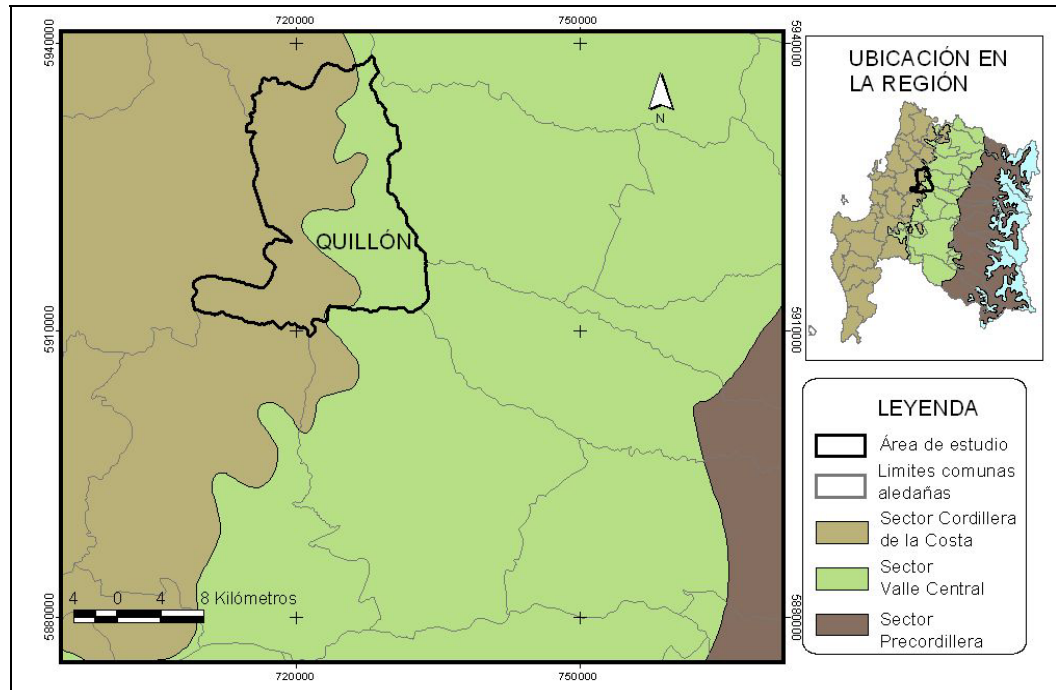 720000
750000
5940000
5940000
N
QUILLÓN
5910000
5910000
4 0 4 8 Kilómetros
5880000
5880000
720000
750000
UBICACIÓN EN
LA REGIÓN
LEYENDA
Área de estudio
Limites comunas
aledañas
Sector Cordillera
de la Costa
Sector
Valle Central
Sector
Precordillera